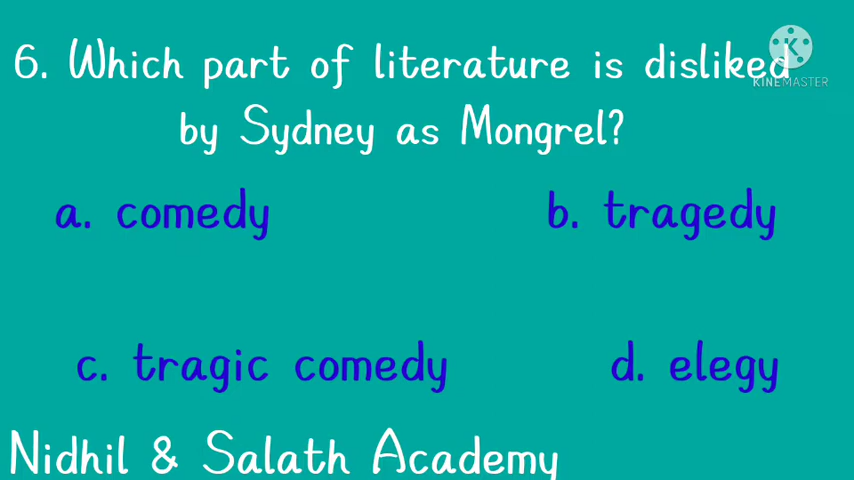 6. Which part of literature is disliked
KINEMASTER
by Sydney as Mongrel?
a. comedy
b. tragedy
c. tragic comedy
d. elegy
Nidhil & Salath Academy